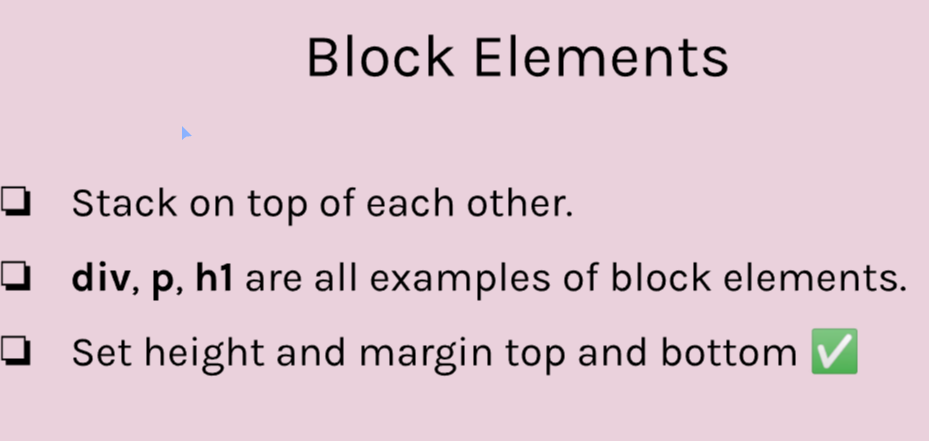 Block Elements
❏ Stack on top of each other.
❏ div, p, h1 are all examples of block elements.
❏ Set height and margin top and bottom ✅